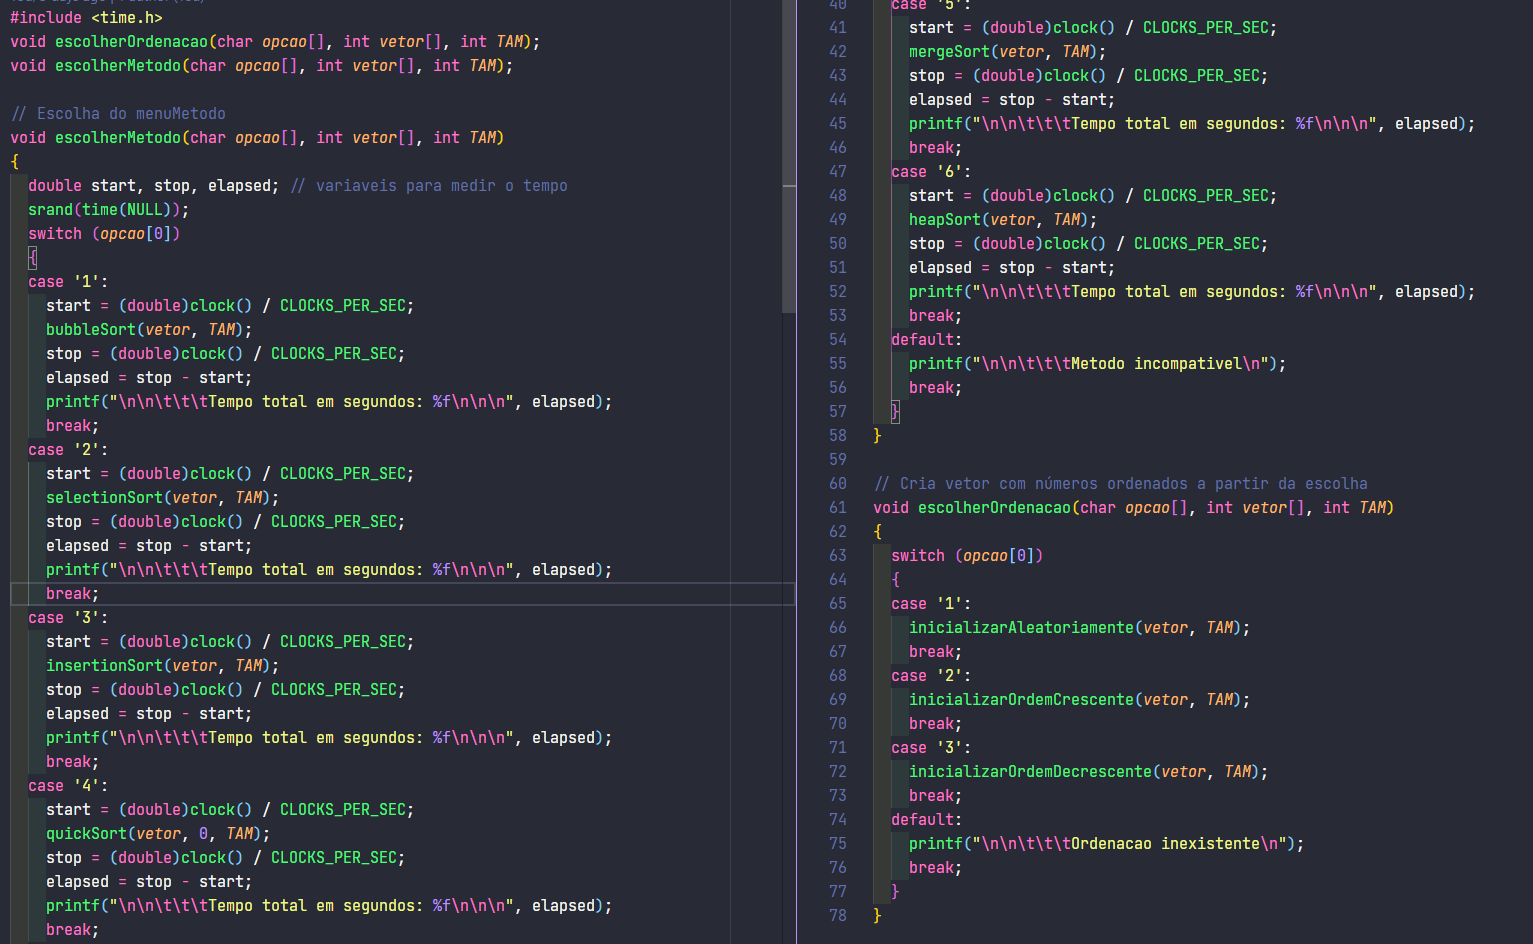 #include <time.h>
void escolherOrdenacao(char opcao[], int vetor[], int TAM);
void escolherMetodo(char opcao[], int vetor[], int TAM);
// Escolha do menuMetodo
void escolherMetodo(char opcao[], int vetor[], int TAM)
{
double start, stop, elapsed; // variaveis para medir o tempo
srand(time(NULL));
switch (opcao[0])
{
case '1':
start = (double)clock() / CLOCKS_PER_SEC;
bubbleSort(vetor, TAM);
stop = (double)clock() / CLOCKS_PER_SEC;
elapsed = stop - start;
printf("\n\n\t\t\tTempo total em segundos: %f\n\n\n", elapsed);
break;
case '2':
start = (double)clock() / CLOCKS_PER_SEC;
selectionSort(vetor, TAM);
stop = (double)clock() / CLOCKS_PER_SEC;
elapsed = stop - start;
printf("\n\n\t\t\tTempo total em segundos: %f\n\n\n", elapsed);
break;
case '3':
start = (double)clock() / CLOCKS_PER_SEC;
insertionSort(vetor, TAM);
stop = (double)clock() / CLOCKS_PER_SEC;
elapsed = stop - start;
printf("\n\n\t\t\tTempo total em segundos: %f\n\n\n", elapsed);
break;
case '4':
start = (double)clock() / CLOCKS_PER_SEC;
quickSort(vetor, 0, TAM);
stop = (double)clock() / CLOCKS_PER_SEC;
elapsed = stop - start;
printf("\n\n\t\t\tTempo total em segundos: %f\n\n\n", elapsed);
break;
40 case '5':
41 start = (double)clock() / CLOCKS_PER_SEC;
42 mergeSort(vetor, TAM);
43 stop = (double)clock() / CLOCKS_PER_SEC;
44 elapsed = stop - start;
45 printf("\n\n\t\t\tTempo total em segundos: %f\n\n\n", elapsed);
46 break;
47 case '6':
48 start = (double)clock() / CLOCKS_PER_SEC;
49 heapSort(vetor, TAM);
50 stop = (double)clock() / CLOCKS_PER_SEC;
51 elapsed = stop - start;
52 printf("\n\n\t\t\tTempo total em segundos: %f\n\n\n", elapsed);
53 break;
54 default:
55 printf("\n\n\t\t\tMetodo incompativel\n");
56 break;
57 }
58 }
59
60 // Cria vetor com números ordenados a partir da escolha
61 void escolherOrdenacao(char opcao[], int vetor[], int TAM)
62 {
63 switch (opcao[0])
64 {
65 case '1':
66 inicializarAleatoriamente(vetor, TAM);
67 break;
68 case '2':
69 inicializarOrdemCrescente(vetor, TAM);
70 break;
71 case '3':
72 inicializarOrdemDecrescente(vetor, TAM);
73 break;
74 default:
75 printf("\n\n\t\t\tOrdenacao inexistente\n");
76 break;
77 }
78 }